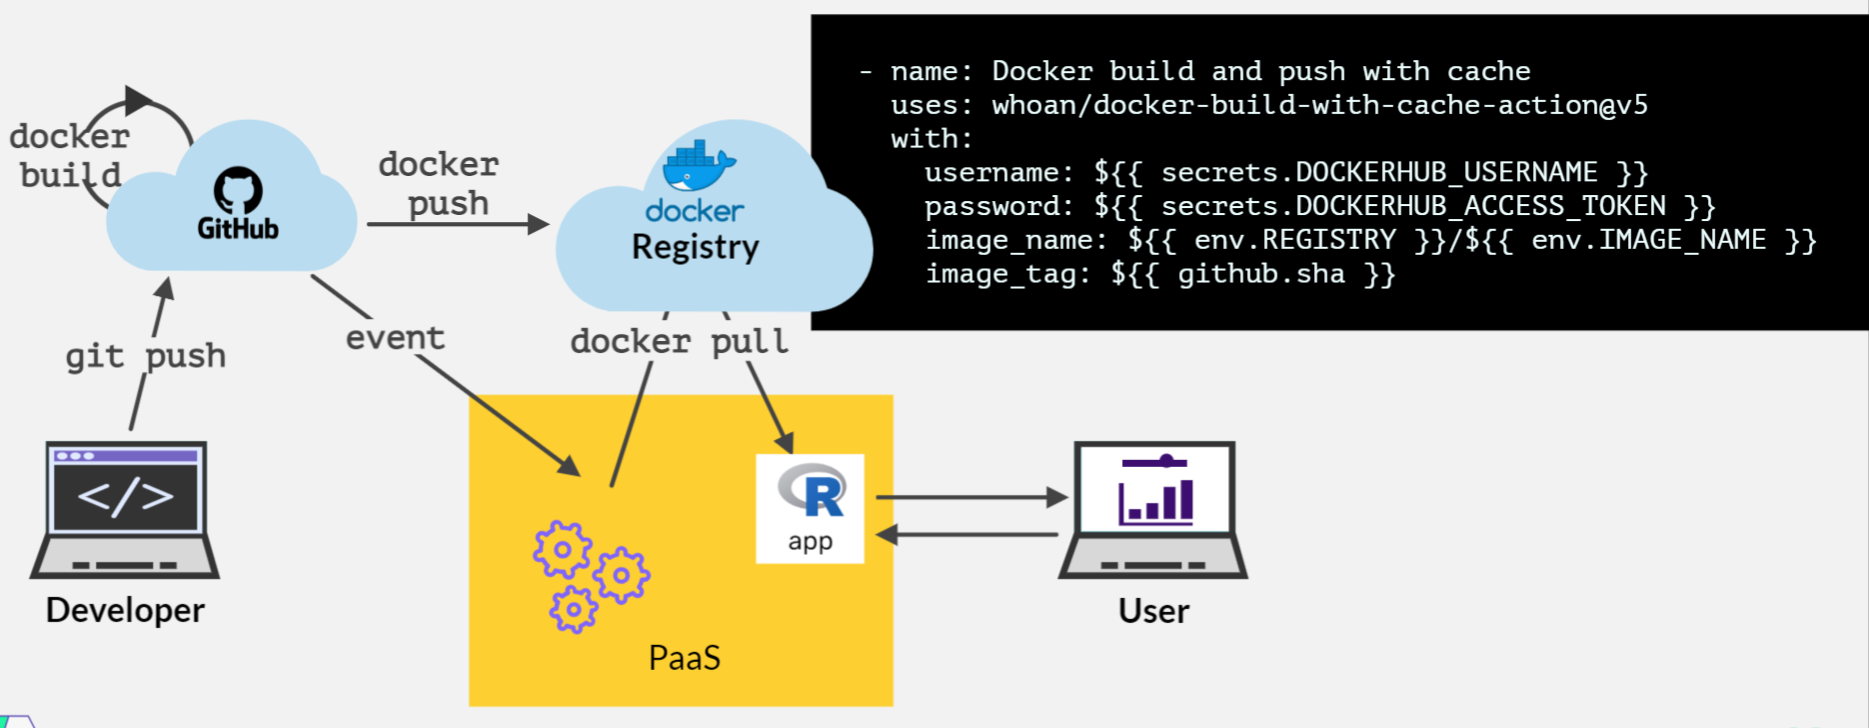 - name: Docker build and push with cache
uses: whoan/docker-build-with-cache-action@v5
with:
username: ${{ secrets.DOCKERHUB_USERNAME }}
password: ${{ secrets.DOCKERHUB_ACCESS_TOKEN }}
image_name: ${{ env.REGISTRY }}/${{ env.IMAGE_NAME }}
image_tag: ${{ github.sha }}
docker
build
GitHub
docker
push
docker
Registry
git push
event
docker pull
</>
R
app
Developer
PaaS
User